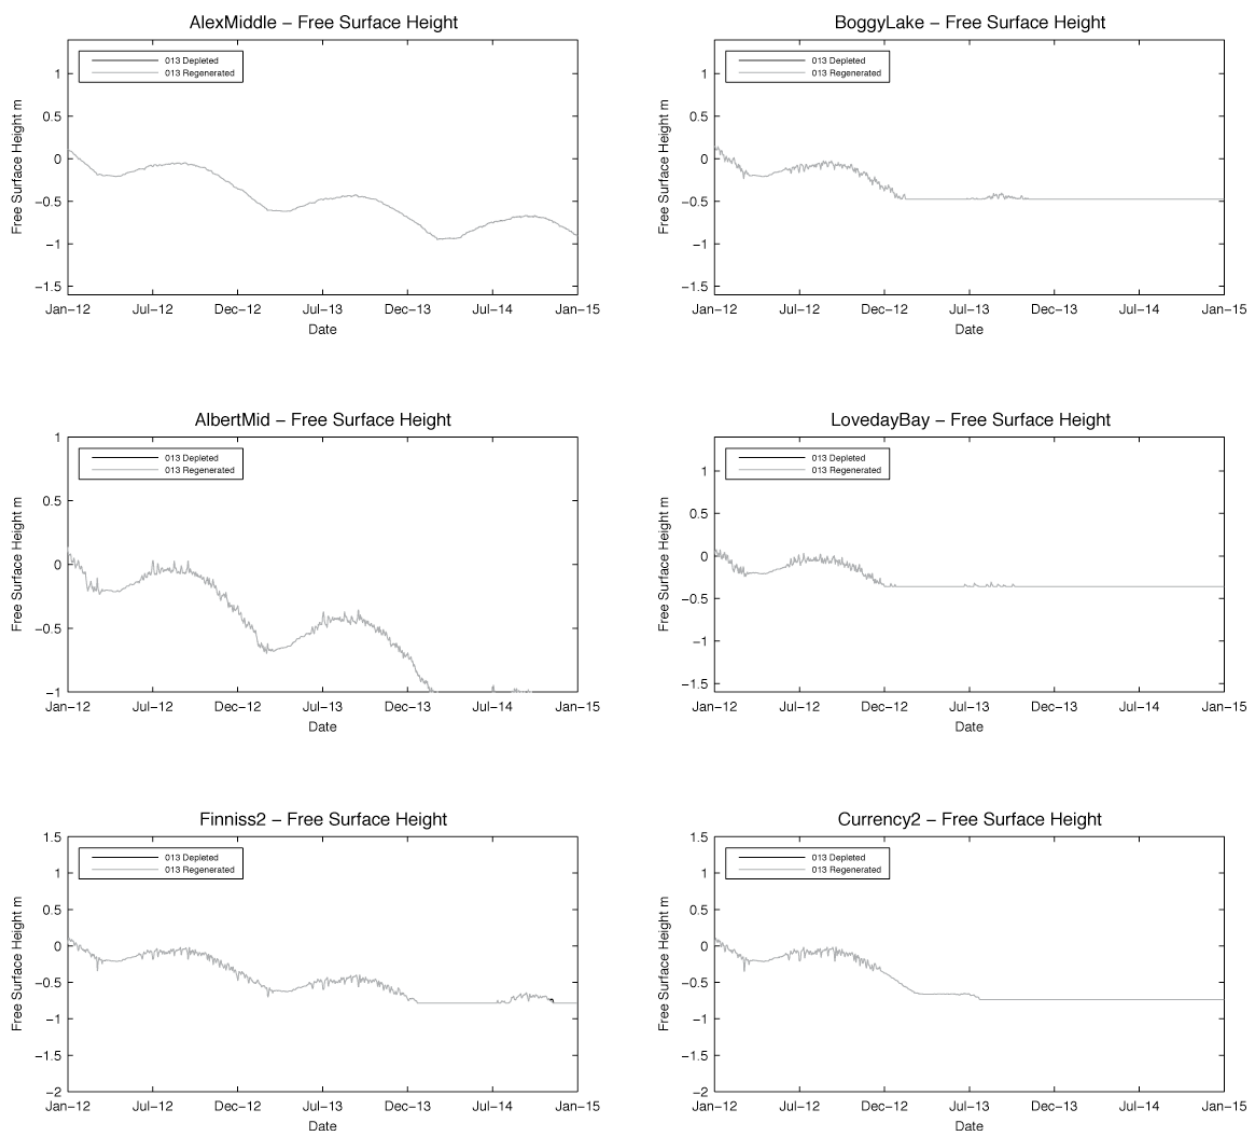 AlexMiddle – Free Surface Height
013 Depleted
013 Regenerated
Free Surface Height m
1
0.5
0
−0.5
−1
−1.5
Jan−12 Jul−12 Dec−12 Jul−13 Dec−13 Jul−14 Jan−15
Date
BoggyLake – Free Surface Height
013 Depleted
013 Regenerated
Free Surface Height m
1
0.5
0
−0.5
−1
−1.5
Jan−12 Jul−12 Dec−12 Jul−13 Dec−13 Jul−14 Jan−15
Date
AlbertMid – Free Surface Height
013 Depleted
013 Regenerated
Free Surface Height m
1
0.5
0
−0.5
−1
Jan−12 Jul−12 Dec−12 Jul−13 Dec−13 Jul−14 Jan−15
Date
LovedayBay – Free Surface Height
013 Depleted
013 Regenerated
Free Surface Height m
1
0.5
0
−0.5
−1
−1.5
Jan−12 Jul−12 Dec−12 Jul−13 Dec−13 Jul−14 Jan−15
Date
Finniss2 – Free Surface Height
013 Depleted
013 Regenerated
Free Surface Height m
1.5
1
0.5
0
−0.5
−1
−1.5
−2
Jan−12 Jul−12 Dec−12 Jul−13 Dec−13 Jul−14 Jan−15
Date
Currency2 – Free Surface Height
013 Depleted
013 Regenerated
Free Surface Height m
1.5
1
0.5
0
−0.5
−1
−1.5
−2
Jan−12 Jul−12 Dec−12 Jul−13 Dec−13 Jul−14 Jan−15
Date